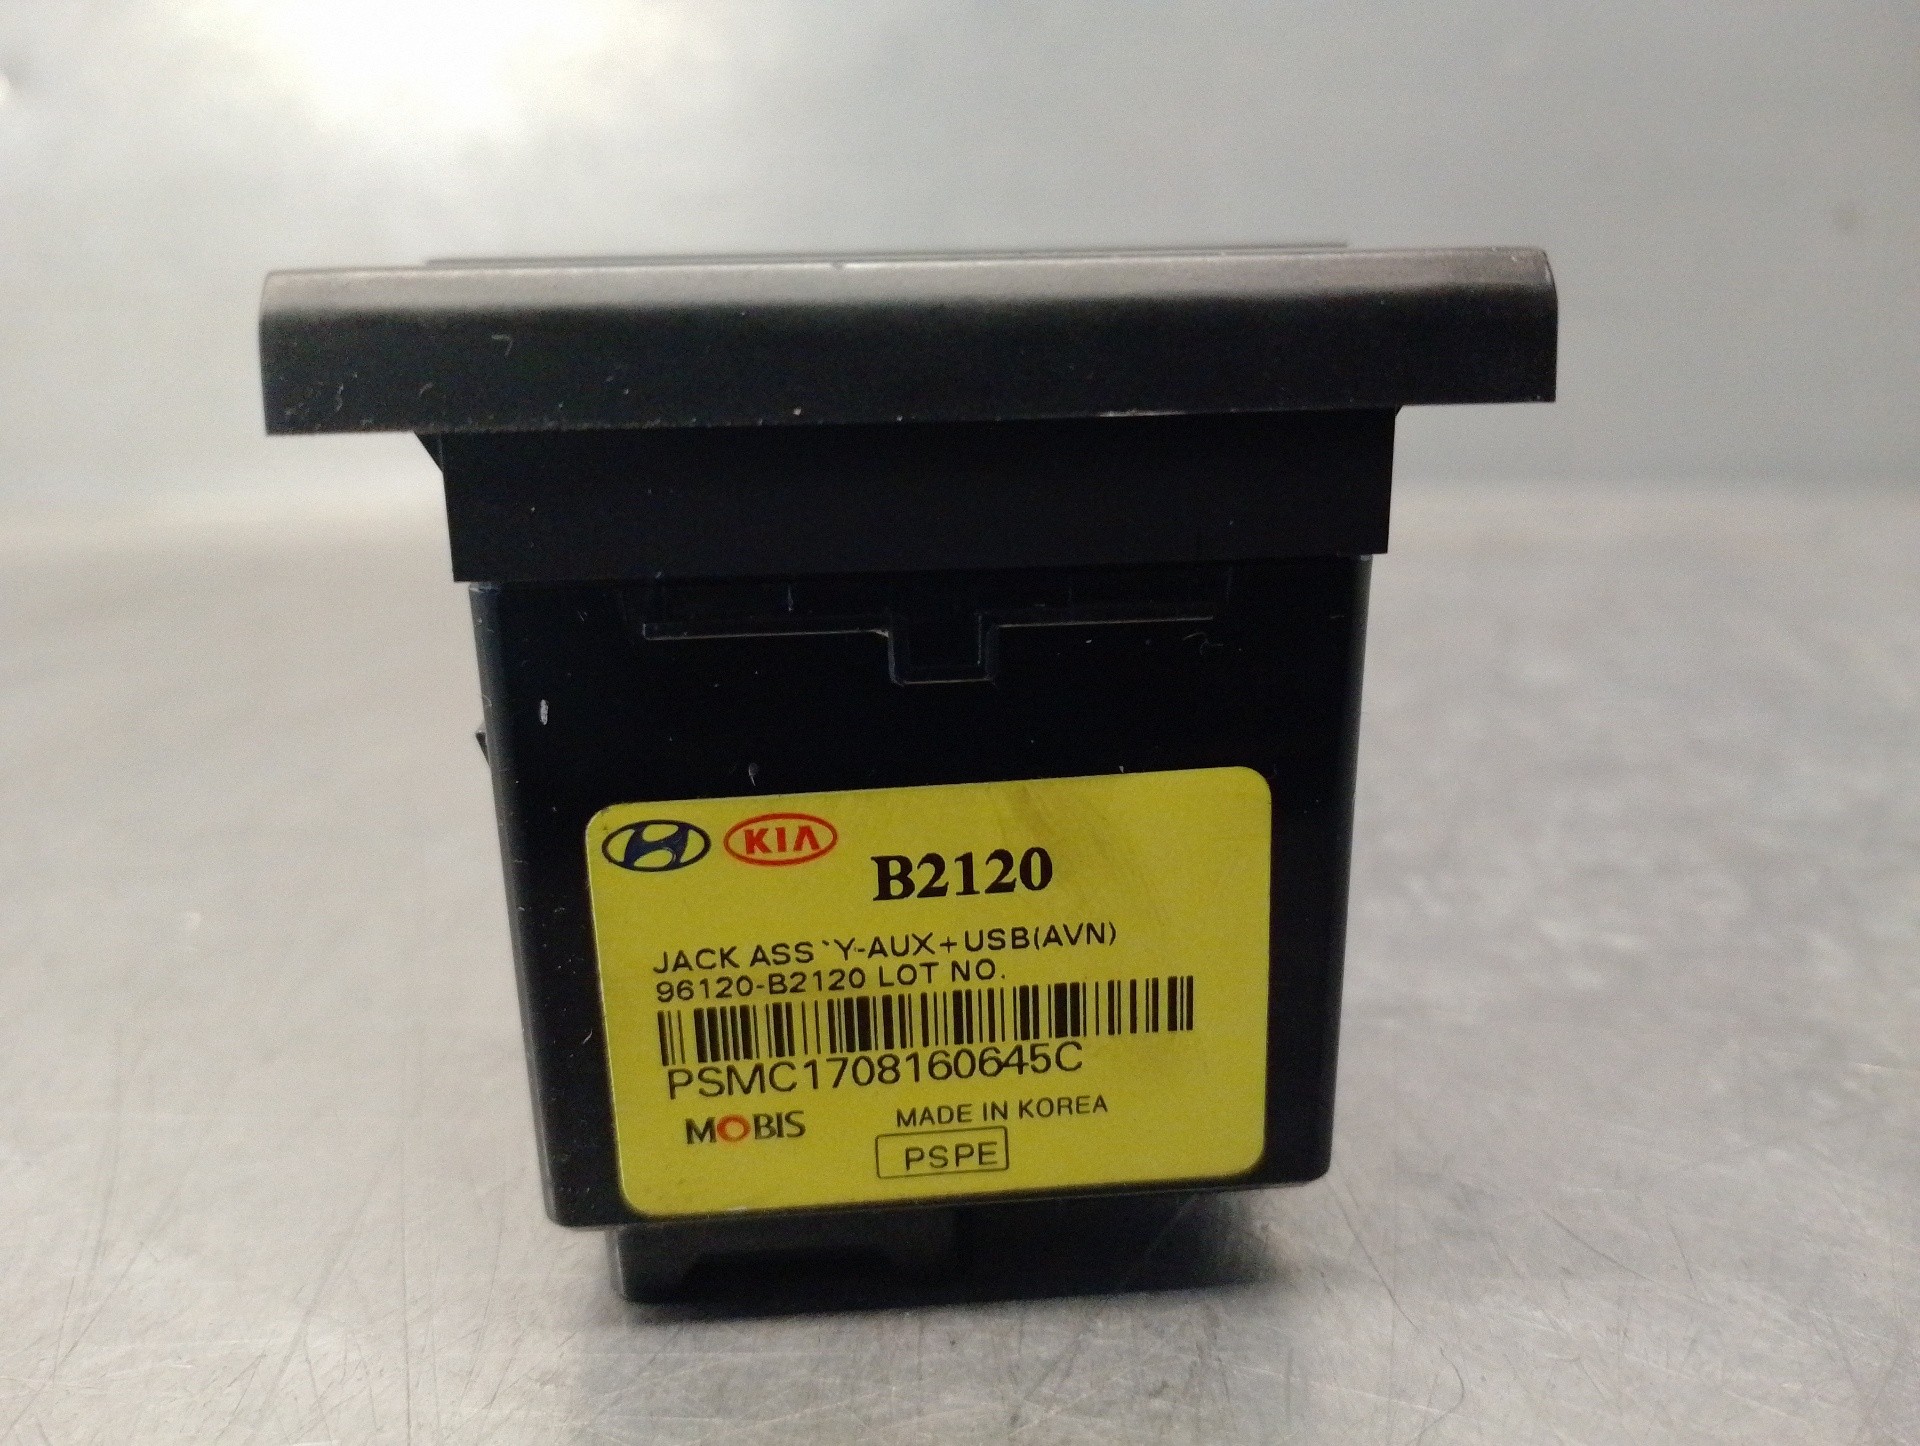 KIA
B2120
JACK ASS`Y-AUX+USB(AVN)
96120-B2120 LOT NO.
PSMC1708160645C
MOBIS
MADE IN KOREA
PSPE